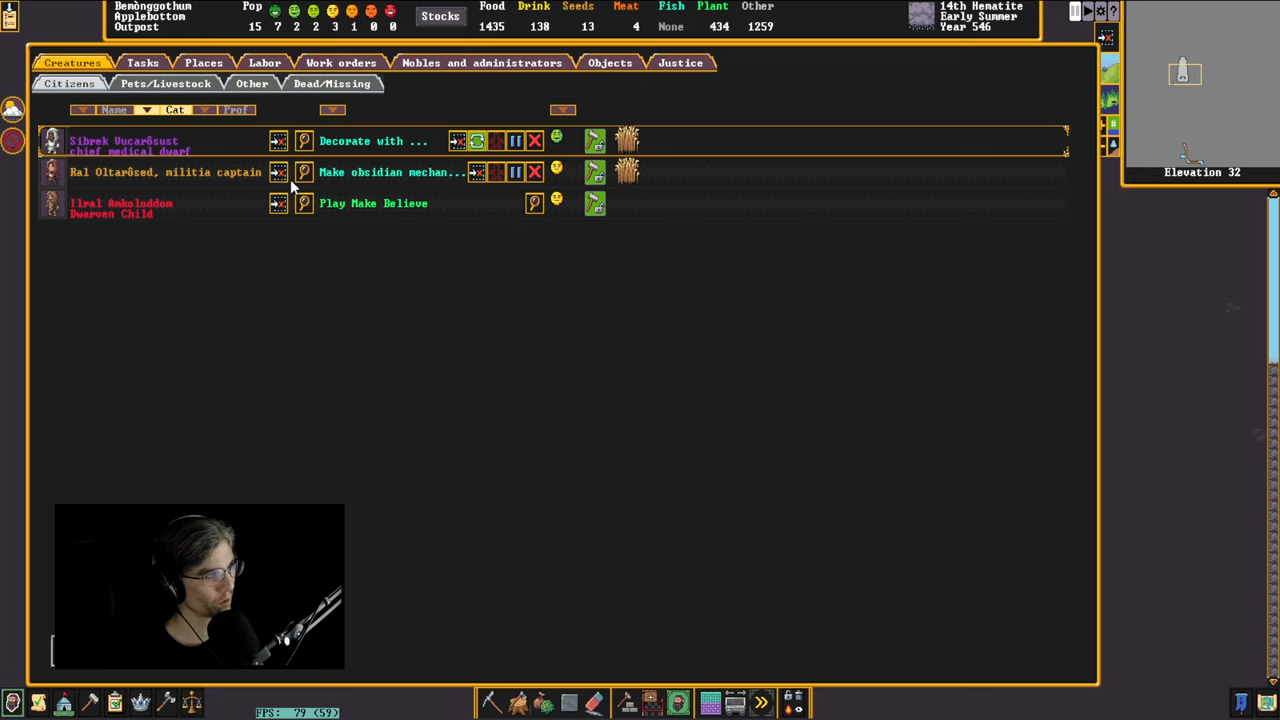 Bemònggothum
Applebottom
Outpost
Pop
15 7 2 2 3 1 0 0
Stocks
Food Drink Seeds Meat Fish Plant Other
1435 138 13 4 None 434 1259
14th Hematite
Early Summer
Year 546
Elevation 32
Creatures Tasks Places Labor Work orders Nobles and administrators Objects Justice
Citizens Pets/Livestock Other Dead/Missing
Name Cat Prof
Sibrek Vucarôsust
chief medical dwarf
Decorate with ...
Ral Oltarôsed, militia captain
Make obsidian mechan...
Ilral Amkoloddom
Dwarven Child
Play Make Believe
FPS: 79 (59)